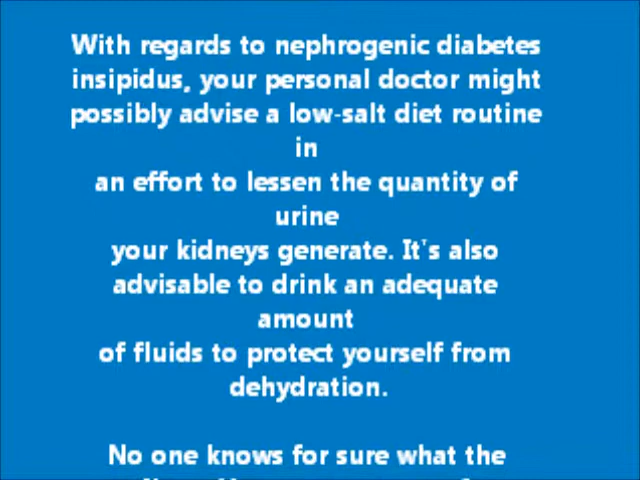 With regards to nephrogenic diabetes
insipidus, your personal doctor might
possibly advise a low-salt diet routine
in
an effort to lessen the quantity of
urine
your kidneys generate. It's also
advisable to drink an adequate
amount
of fluids to protect yourself from
dehydration.
No one knows for sure what the